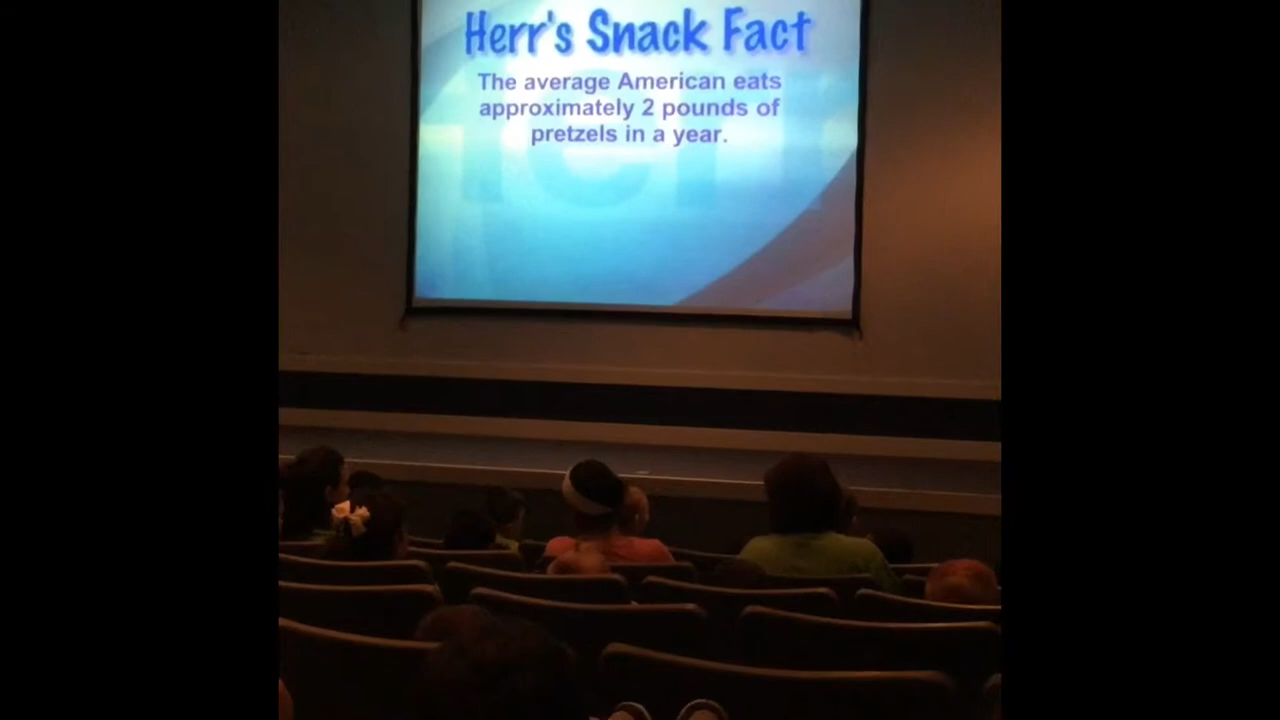 Herr's Snack Fact
The average American eats
approximately 2 pounds of
pretzels in a year.